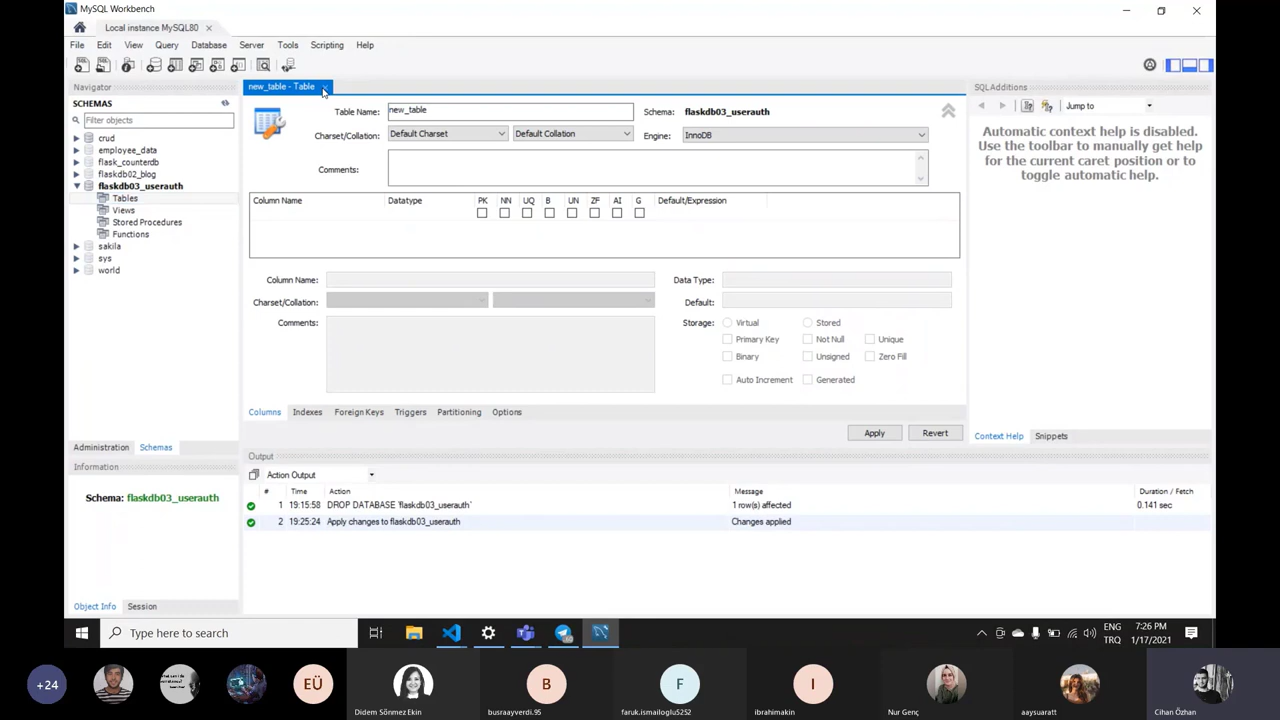 MySQL Workbench
Local instance MySQL80
File Edit View Query Database Server Tools Scripting Help
Navigator
SCHEMAS
Filter objects
crud
employee_data
flask_counterdb
flaskdb02_blog
flaskdb03_userauth
Tables
Views
Stored Procedures
Functions
sakila
sys
world
Administration Schemas
Information
Schema: flaskdb03_userauth
Object Info Session
new_table - Table
Table Name: new_table Schema: flaskdb03_userauth
Charset/Collation: Default Charset Default Collation Engine: InnoDB
Comments:
Column Name Datatype PK NN UQ B UN ZF AI G Default/Expression
Column Name: Data Type:
Charset/Collation: Default:
Comments: Storage: Virtual Stored
Primary Key Not Null Unique
Binary Unsigned Zero Fill
Auto Increment Generated
Columns Indexes Foreign Keys Triggers Partitioning Options
Apply Revert
Output
Action Output
# Time Action Message Duration / Fetch
1 19:15:58 DROP DATABASE `flaskdb03_userauth` 1 row(s) affected 0.141 sec
2 19:25:24 Apply changes to flaskdb03_userauth Changes applied
SQLAdditions
Jump to
Automatic context help is disabled.
Use the toolbar to manually get help
for the current caret position or to
toggle automatic help.
Context Help Snippets
Type here to search
ENG
TRQ
7:26 PM
1/17/2021
+24
EÜ
Didem Sönmez Ekin
B
busraayverdi.95
F
faruk.ismailoglu5252
I
ibrahimakin
Nur Genç
aaysuaratt
Cihan Özhan